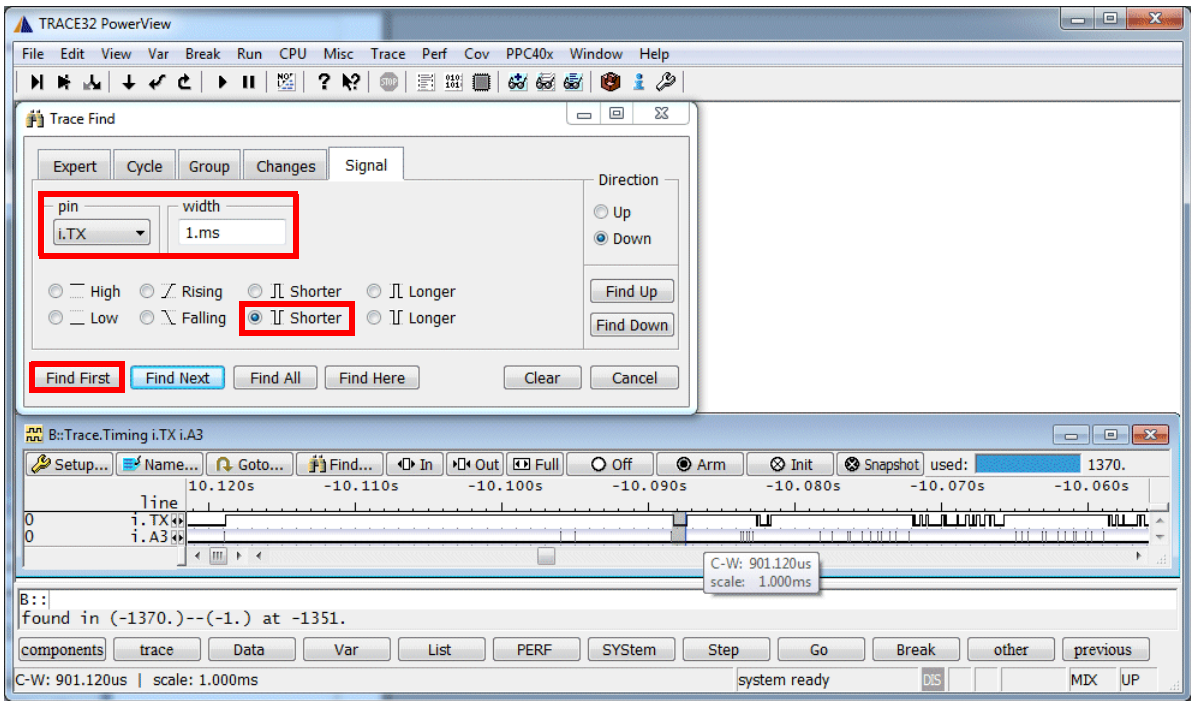 TRACE32 PowerView
File Edit View Var Break Run CPU Misc Trace Perf Cov PPC40x Window Help
Trace Find
Expert Cycle Group Changes Signal
Direction
pin width
Up
i.TX 1.ms
Down
High Rising Shorter Longer
Find Up
Low Falling Shorter Longer
Find Down
Find First Find Next Find All Find Here Clear Cancel
B::Trace.Timing i.TX i.A3
Setup... Name... Goto... Find... In Out Full Off Arm Init Snapshot used: 1370.
10.120s -10.110s -10.100s -10.090s -10.080s -10.070s -10.060s
line
0 i.TX
0 i.A3
C-W: 901.120us
scale: 1.000ms
B::
found in (-1370.)--(-1.) at -1351.
components trace Data Var List PERF SYStem Step Go Break other previous
C-W: 901.120us | scale: 1.000ms system ready DIS MIX UP